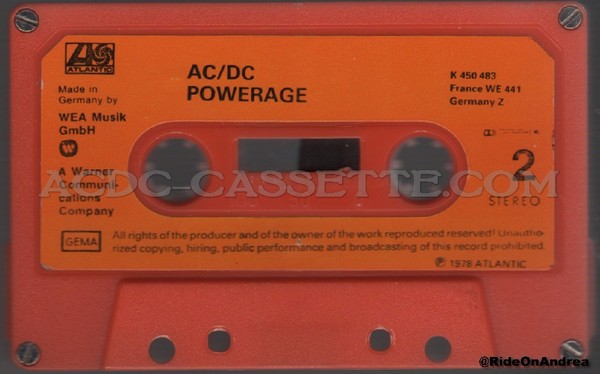 ATLANTIC
AC/DC
POWERAGE
Made in
Germany by
WEA Musik
GmbH
A Warner
Communi-
cations
Company
GEMA
K 450 483
France WE 441
Germany Z
2
STEREO
ACDC-CASSETTE.COM
All rights of the producer and of the owner of the work reproduced reserved! Unautho-
rized copying, hiring, public performance and broadcasting of this record prohibited.
℗ 1978 ATLANTIC
@RideOnAndrea